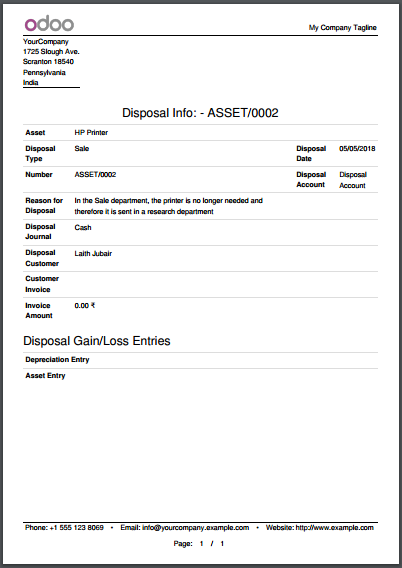 odoo
My Company Tagline
YourCompany
1725 Slough Ave.
Scranton 18540
Pennsylvania
India
Disposal Info: - ASSET/0002
Asset HP Printer
Disposal Type Sale Disposal Date 05/05/2018
Number ASSET/0002 Disposal Account Disposal Account
Reason for Disposal In the Sale department, the printer is no longer needed and
therefore it is sent in a research department
Disposal Journal Cash
Disposal Customer Laith Jubair
Customer Invoice
Invoice Amount 0.00 ₹
Disposal Gain/Loss Entries
Depreciation Entry
Asset Entry
Phone: +1 555 123 8069 • Email: info@yourcompany.example.com • Website: http://www.example.com
Page: 1 / 1